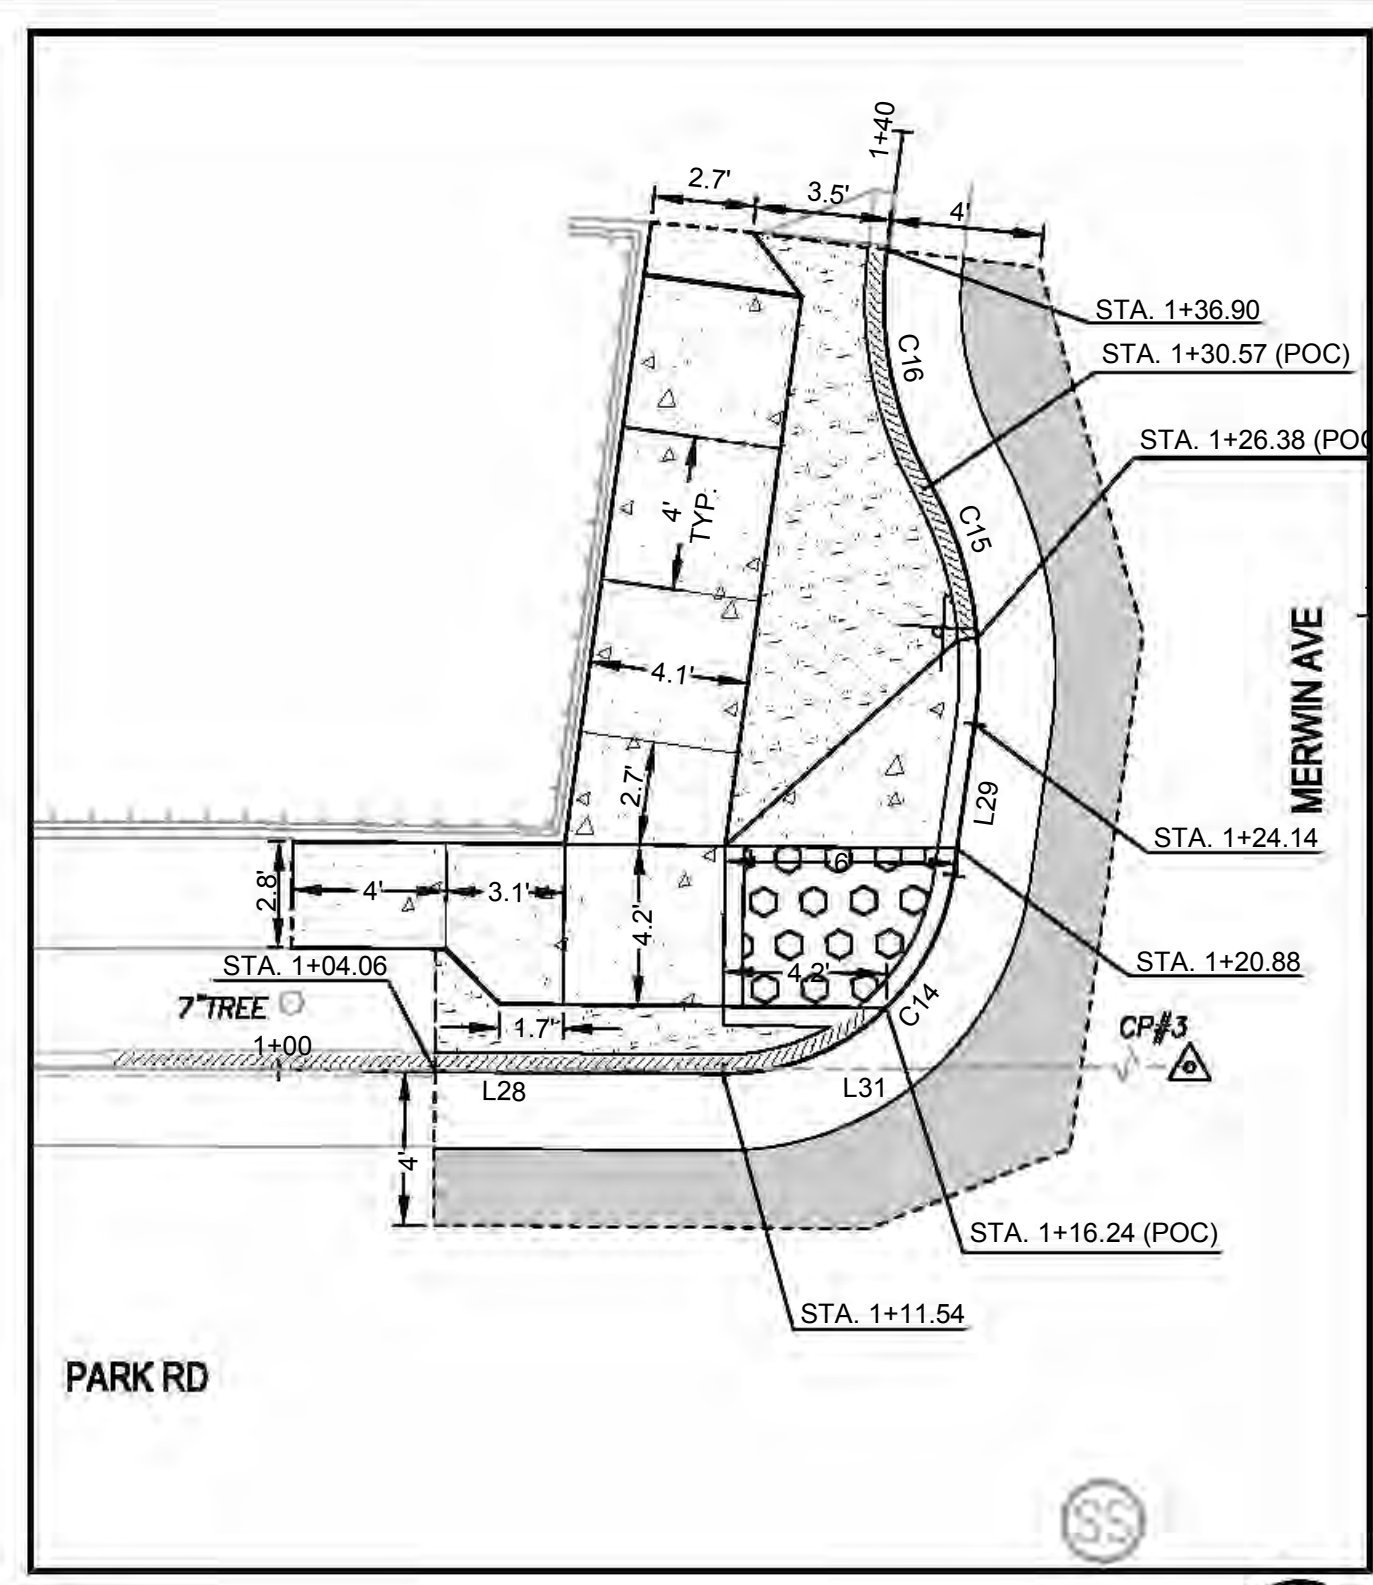 1+40
2.7'
3.5'
4'
STA. 1+36.90
C16
STA. 1+30.57 (POC)
STA. 1+26.38 (POC
4'
TYP.
C15
4.1'
MERWIN AVE
2.7'
L29
STA. 1+24.14
6'
2.8'
4'
3.1'
4.2'
4.2'
STA. 1+20.88
STA. 1+04.06
7"TREE
C14
CP#3
1.7'
1+00
L28
L31
4'
STA. 1+16.24 (POC)
STA. 1+11.54
PARK RD
SS